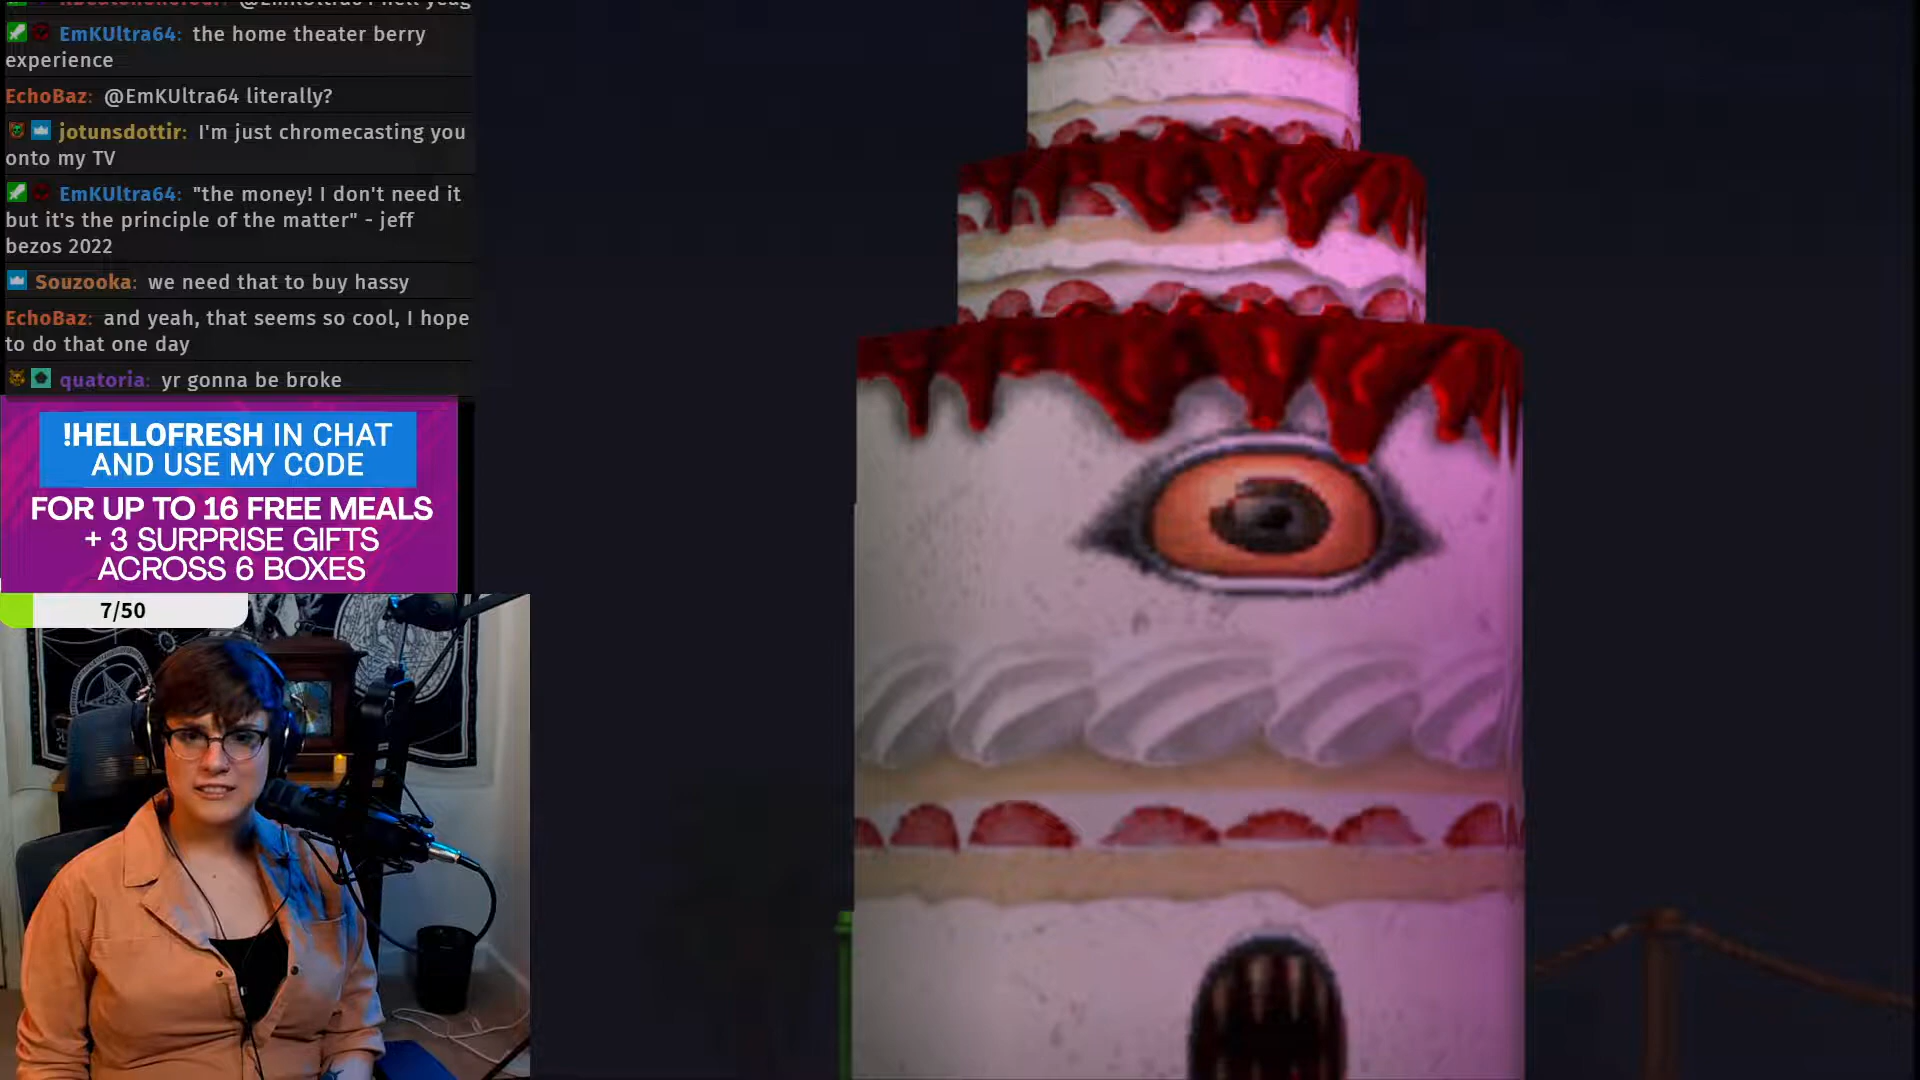 EmKUltra64: the home theater berry
experience
EchoBaz: @EmKUltra64 literally?
jotunsdottir: I'm just chromecasting you
onto my TV
EmKUltra64: "the money! I don't need it
but it's the principle of the matter" - jeff
bezos 2022
Souzooka: we need that to buy hassy
EchoBaz: and yeah, that seems so cool, I hope
to do that one day
quatoria: yr gonna be broke
!HELLOFRESH IN CHAT
AND USE MY CODE
FOR UP TO 16 FREE MEALS
+ 3 SURPRISE GIFTS
ACROSS 6 BOXES
7/50